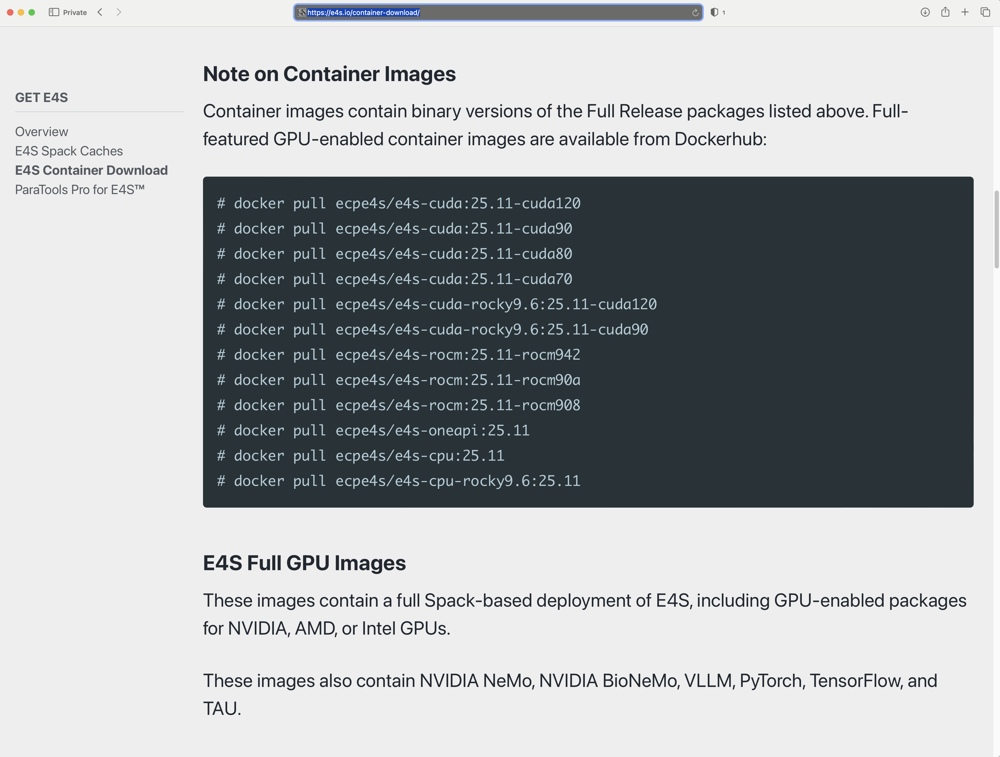 Private
https://e4s.io/container-download/
1
GET E4S
Overview
E4S Spack Caches
E4S Container Download
ParaTools Pro for E4S™
Note on Container Images
Container images contain binary versions of the Full Release packages listed above. Full-
featured GPU-enabled container images are available from Dockerhub:
# docker pull ecpe4s/e4s-cuda:25.11-cuda120
# docker pull ecpe4s/e4s-cuda:25.11-cuda90
# docker pull ecpe4s/e4s-cuda:25.11-cuda80
# docker pull ecpe4s/e4s-cuda:25.11-cuda70
# docker pull ecpe4s/e4s-cuda-rocky9.6:25.11-cuda120
# docker pull ecpe4s/e4s-cuda-rocky9.6:25.11-cuda90
# docker pull ecpe4s/e4s-rocm:25.11-rocm942
# docker pull ecpe4s/e4s-rocm:25.11-rocm90a
# docker pull ecpe4s/e4s-rocm:25.11-rocm908
# docker pull ecpe4s/e4s-oneapi:25.11
# docker pull ecpe4s/e4s-cpu:25.11
# docker pull ecpe4s/e4s-cpu-rocky9.6:25.11
E4S Full GPU Images
These images contain a full Spack-based deployment of E4S, including GPU-enabled packages
for NVIDIA, AMD, or Intel GPUs.
These images also contain NVIDIA NeMo, NVIDIA BioNeMo, VLLM, PyTorch, TensorFlow, and
TAU.